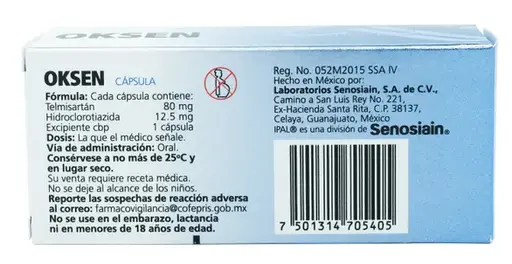 OKSEN CÁPSULA
Fórmula: Cada cápsula contiene:
Telmisartán 80 mg
Hidroclorotiazida 12.5 mg
Excipiente cbp 1 cápsula
Dosis: La que el médico señale.
Vía de administración: Oral.
Consérvese a no más de 25ºC y
en lugar seco.
Su venta requiere receta médica.
No se deje al alcance de los niños.
Reporte las sospechas de reacción adversa
al correo: farmacovigilancia@cofepris.gob.mx
No se use en el embarazo, lactancia
ni en menores de 18 años de edad.
Reg. No. 052M2015 SSA IV
Hecho en México por:
Laboratorios Senosiain, S.A. de C.V.,
Camino a San Luis Rey No. 221,
Ex-Hacienda Santa Rita, C.P. 38137,
Celaya, Guanajuato, México
IPAL® es una división de Senosiain®
7 501314 705405